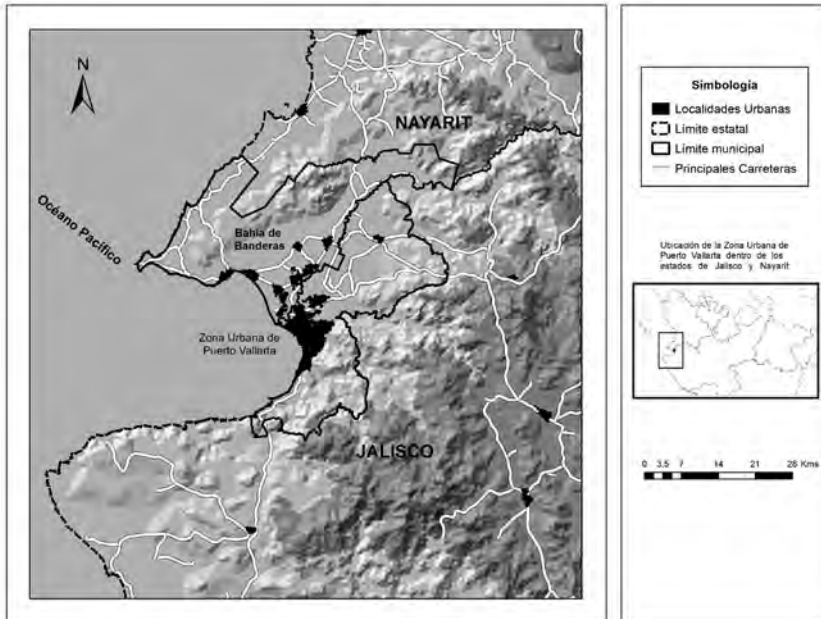 N
NAYARIT
Océano Pacífico
Bahia de
Banderas
Zona Urbana de
Puerto Vallarta
JALISCO
Simbología
Localidades Urbanas
Límite estatal
Límite municipal
Principales Carreteras
Ubicación de la Zona Urbana de
Puerto Vallarta dentro de los
estados de Jalisco y Nayarit
0 3.5 7 14 21 28 Kms